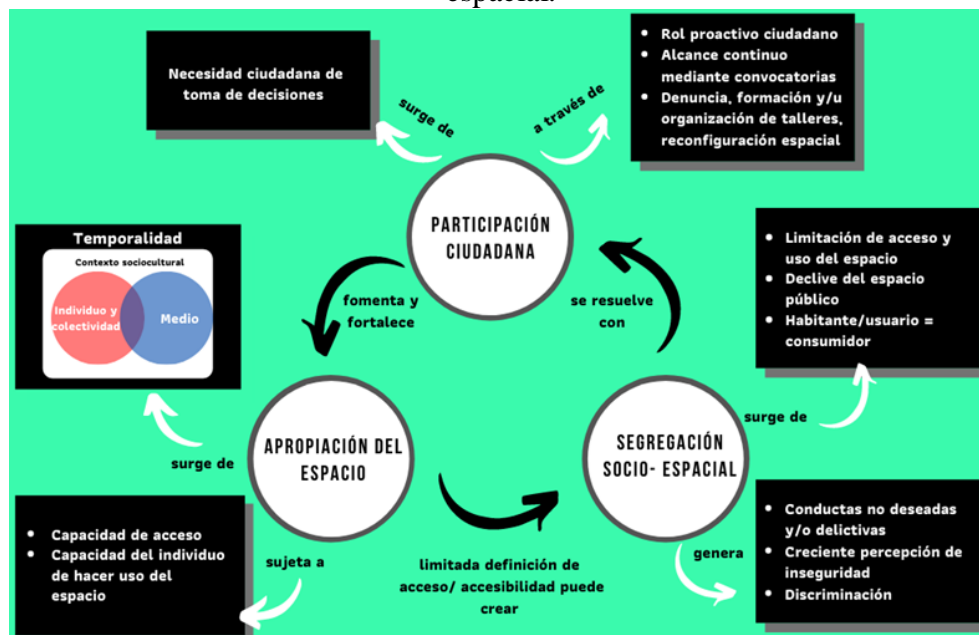 espacial.
Necesidad ciudadana de
toma de decisiones
surge de
a través de
• Rol proactivo ciudadano
• Alcance continuo
mediante convocatorias
• Denuncia, formación y/u
organización de talleres,
reconfiguración espacial
PARTICIPACIÓN
CIUDADANA
Temporalidad
Contexto sociocultural
Individuo y
colectividad
Medio
fomenta y
fortalece
se resuelve
con
• Limitación de acceso y
uso del espacio
• Declive del espacio
público
• Habitante/usuario =
consumidor
surge de
APROPIACIÓN DEL
ESPACIO
SEGREGACIÓN
SOCIO- ESPACIAL
surge de
• Capacidad de acceso
• Capacidad del individuo
de hacer uso del
espacio
sujeta a
limitada definición de
acceso/ accesibilidad puede
crear
genera
• Conductas no deseadas
y/o delictivas
• Creciente percepción de
inseguridad
• Discriminación